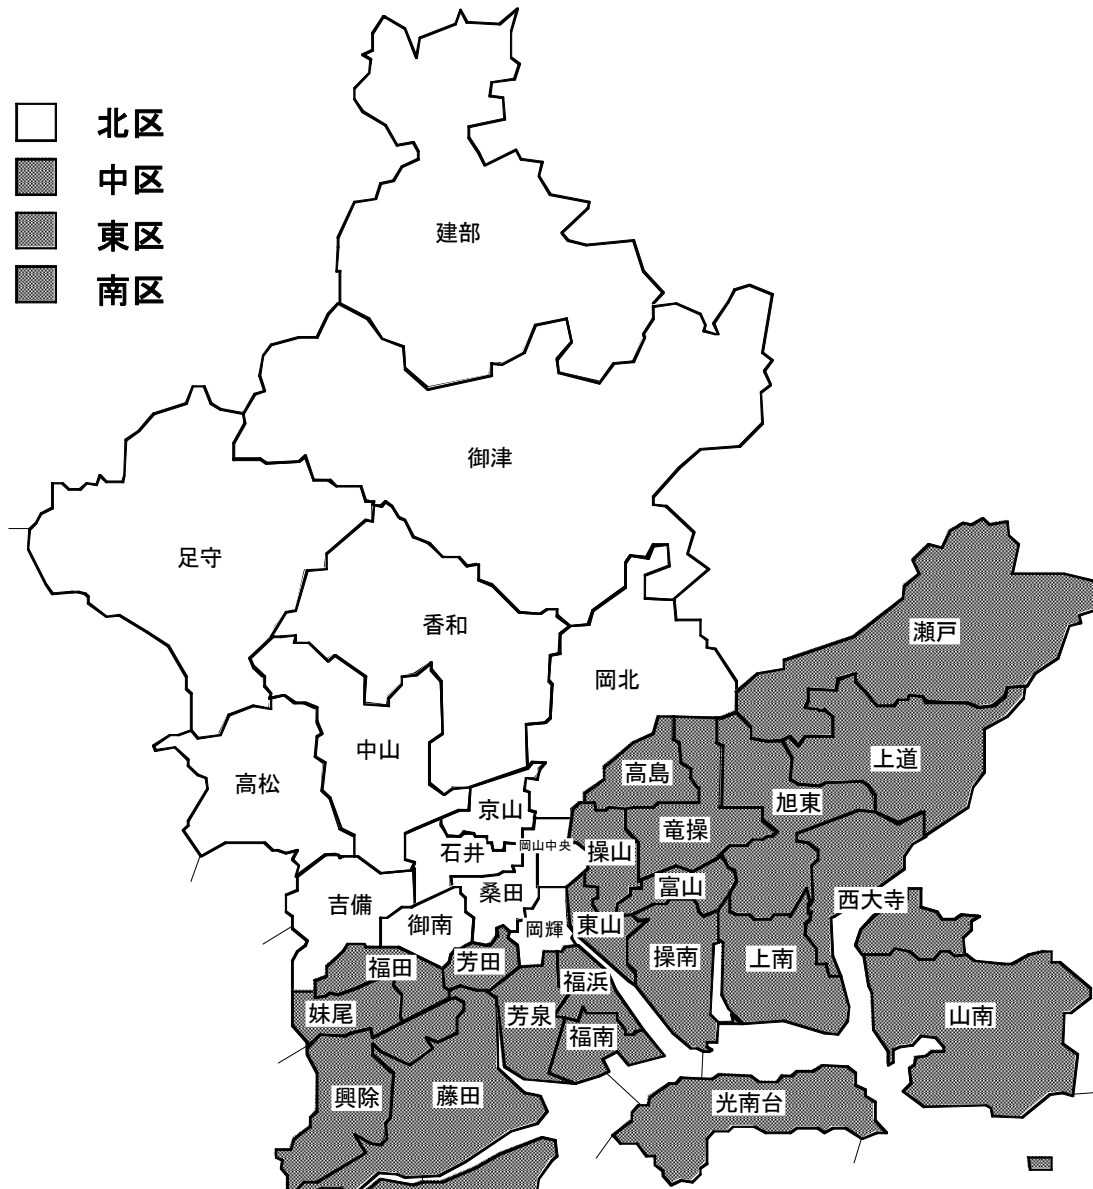 北区
中区
東区
南区
建部
御津
足守
香和
瀬戸
岡北
中山
上道
高島
高松
旭東
京山
竜操
岡山中央
石井
操山
富山
桑田
西大寺
吉備
御南
岡輝
東山
操南
上南
芳田
福田
福浜
妹尾
芳泉
山南
福南
興除
藤田
光南台